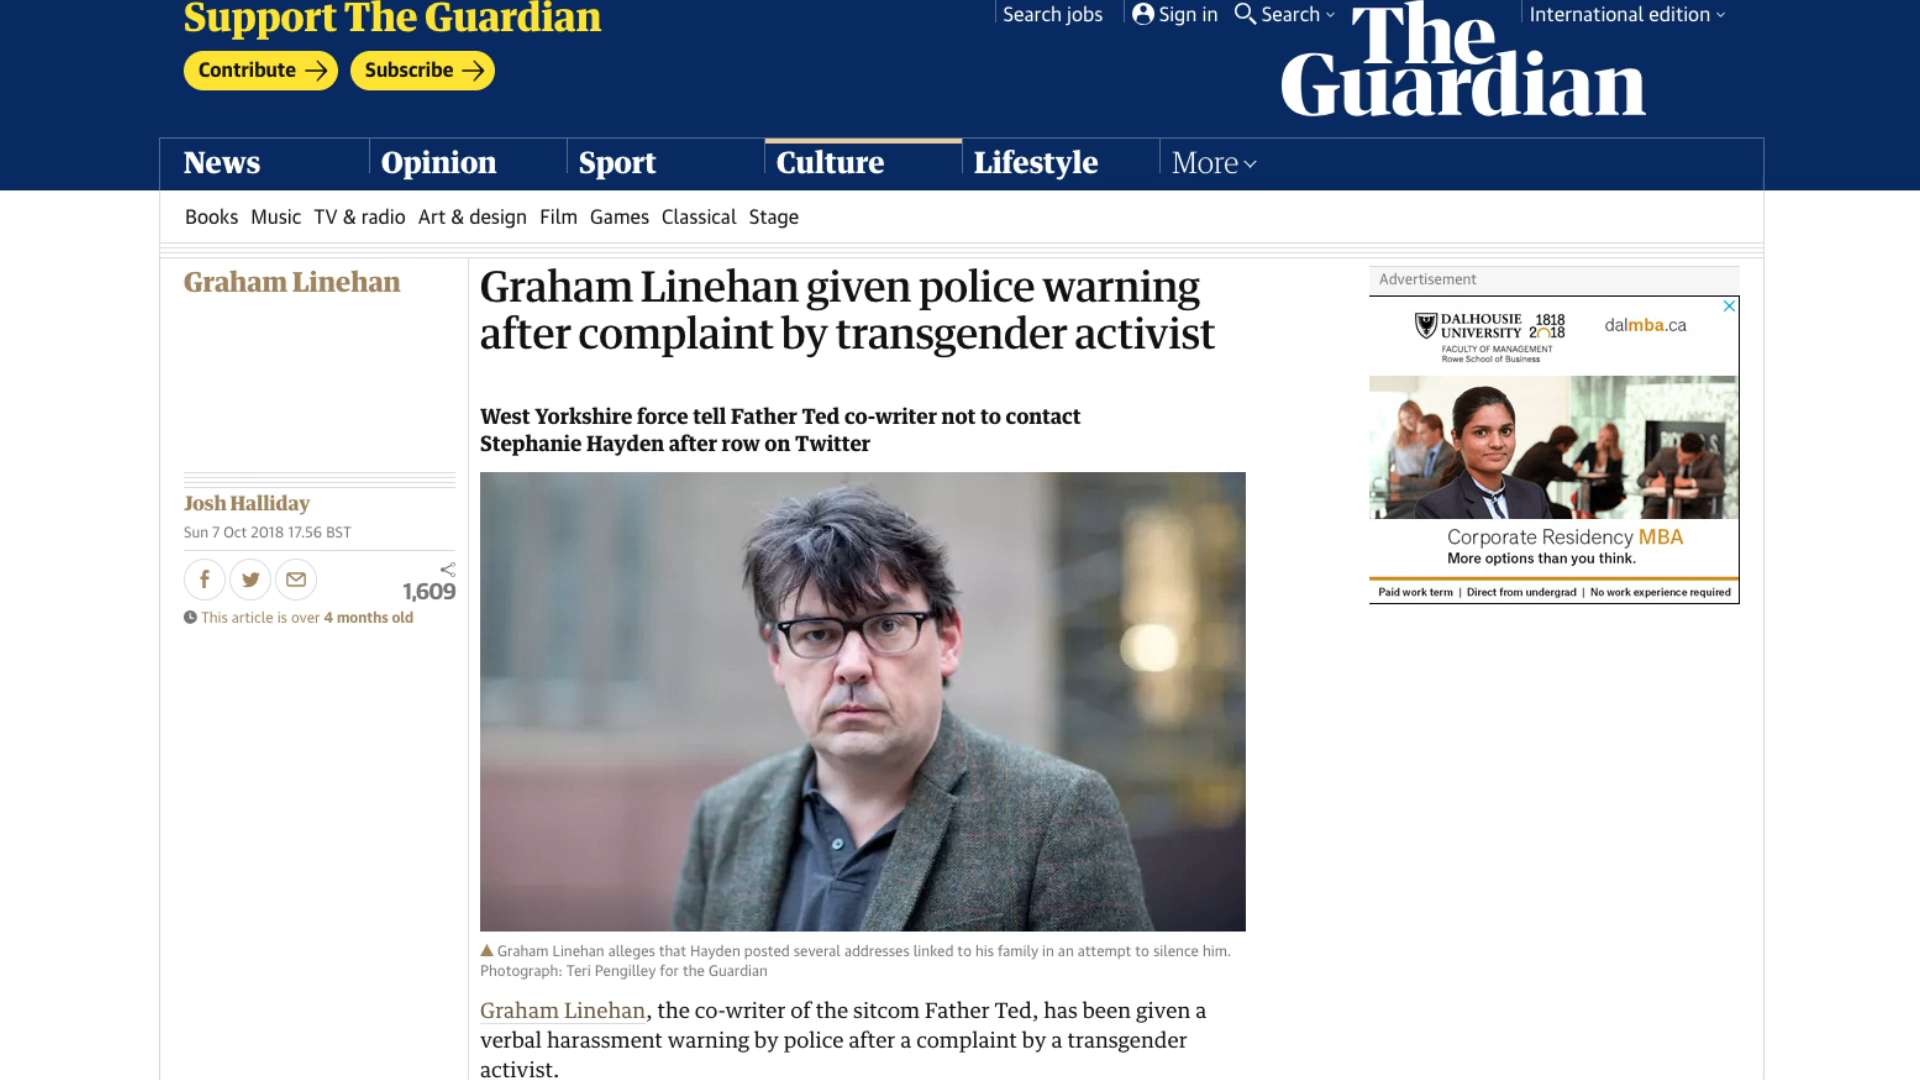 Support The Guardian
Contribute
Subscribe
Search jobs
Sign in
Search
International edition
The
Guardian
News
Opinion
Sport
Culture
Lifestyle
More
Books
Music
TV & radio
Art & design
Film
Games
Classical
Stage
Graham Linehan
Graham Linehan given police warning
after complaint by transgender activist
West Yorkshire force tell Father Ted co-writer not to contact
Stephanie Hayden after row on Twitter
Josh Halliday
Sun 7 Oct 2018 17.56 BST
1,609
This article is over 4 months old
Graham Linehan alleges that Hayden posted several addresses linked to his family in an attempt to silence him.
Photograph: Teri Pengilley for the Guardian
Graham Linehan, the co-writer of the sitcom Father Ted, has been given a
verbal harassment warning by police after a complaint by a transgender
activist.
Advertisement
DALHOUSIE
UNIVERSITY
1818
2018
FACULTY OF MANAGEMENT
Rowe School of Business
dalmba.ca
Corporate Residency MBA
More options than you think.
Paid work term | Direct from undergrad | No work experience required